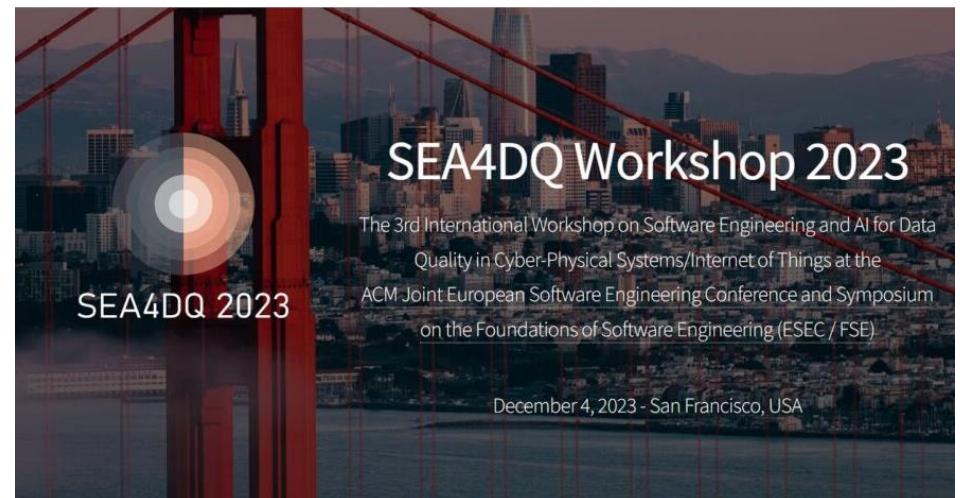 SEA4DQ 2023
SEA4DQ Workshop 2023
The 3rd International Workshop on Software Engineering and AI for Data
Quality in Cyber-Physical Systems/Internet of Things at the
ACM Joint European Software Engineering Conference and Symposium
on the Foundations of Software Engineering (ESEC / FSE)
December 4, 2023 - San Francisco, USA